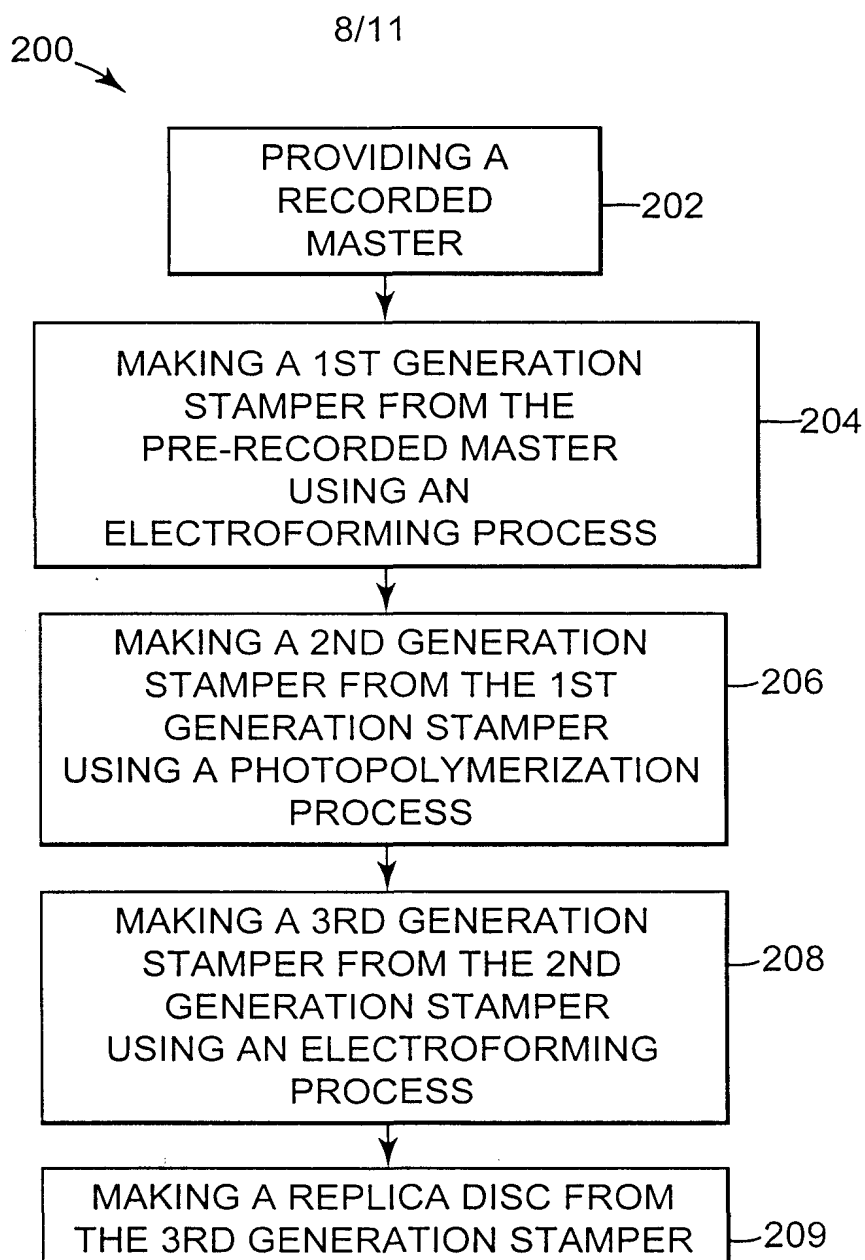 8/11
200
PROVIDING A
RECORDED
MASTER
202
MAKING A 1ST GENERATION
STAMPER FROM THE
PRE-RECORDED MASTER
USING AN
ELECTROFORMING PROCESS
204
MAKING A 2ND GENERATION
STAMPER FROM THE 1ST
GENERATION STAMPER
USING A PHOTOPOLYMERIZATION
PROCESS
206
MAKING A 3RD GENERATION
STAMPER FROM THE 2ND
GENERATION STAMPER
USING AN ELECTROFORMING
PROCESS
208
MAKING A REPLICA DISC FROM
THE 3RD GENERATION STAMPER
209